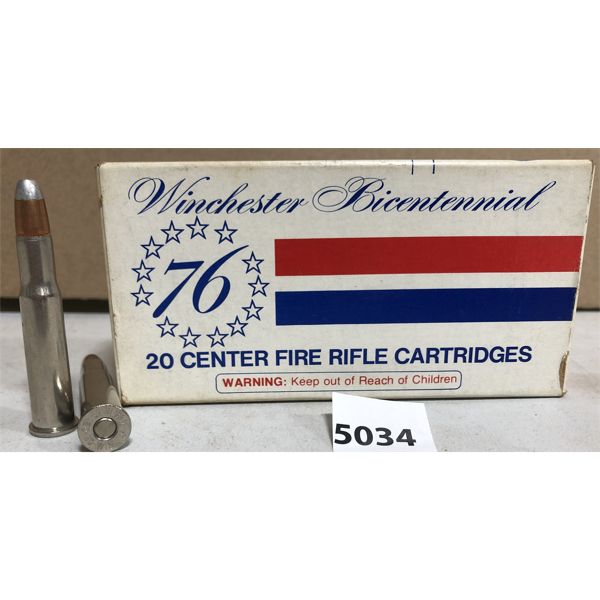 Winchester Bicentennial
76
20 CENTER FIRE RIFLE CARTRIDGES
WARNING: Keep out of Reach of Children
5034